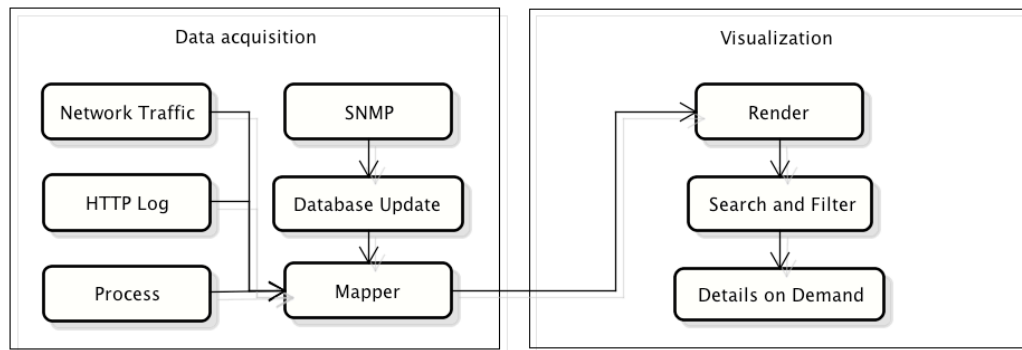 Data acquisition
Network Traffic
SNMP
HTTP Log
Database Update
Process
Mapper
Visualization
Render
Search and Filter
Details on Demand